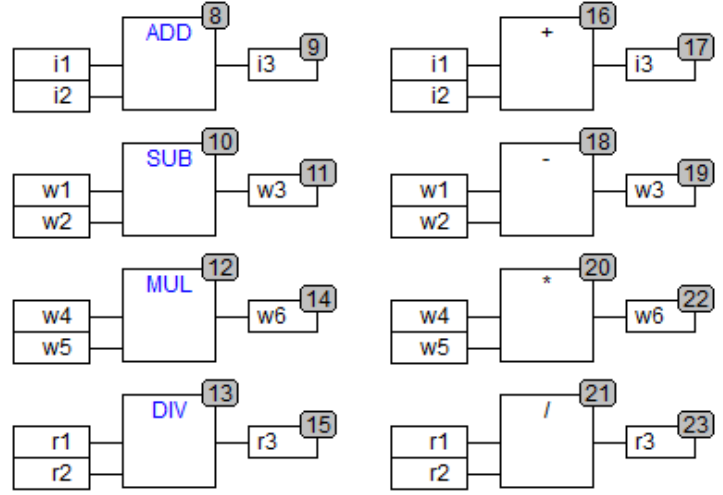 ADD 8
i1 i3 9
i2
+ 16
i1 i3 17
i2
SUB 10
w1 w3 11
w2
- 18
w1 w3 19
w2
MUL 12
w4 w6 14
w5
* 20
w4 w6 22
w5
DIV 13
r1 r3 15
r2
/ 21
r1 r3 23
r2